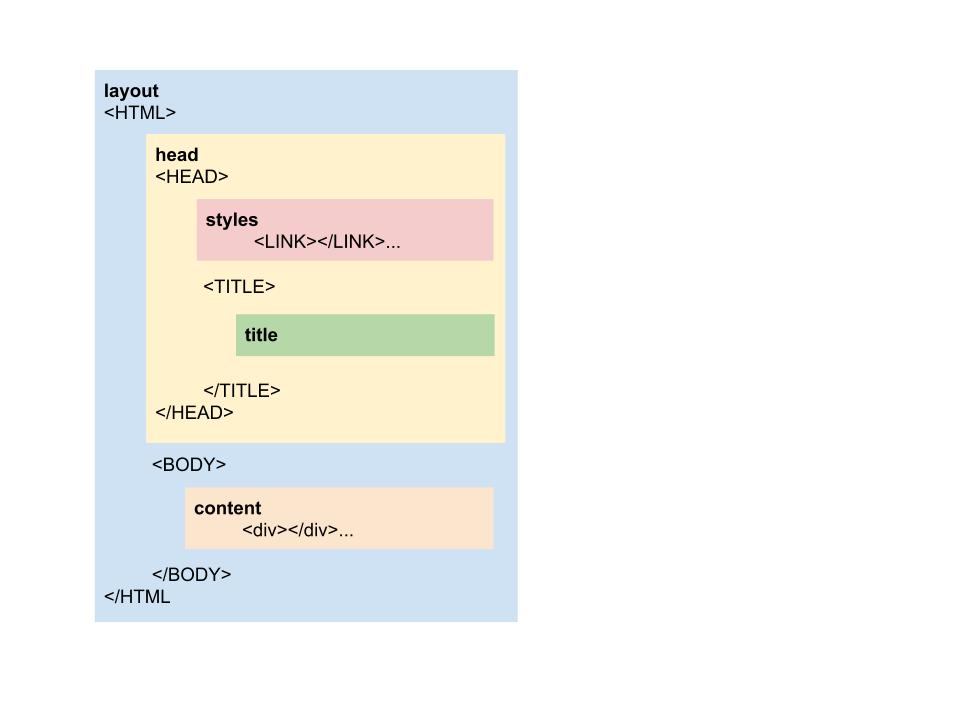 layout
<HTML>
head
<HEAD>
styles
<LINK></LINK>...
<TITLE>
title
</TITLE>
</HEAD>
<BODY>
content
<div></div>...
</BODY>
</HTML